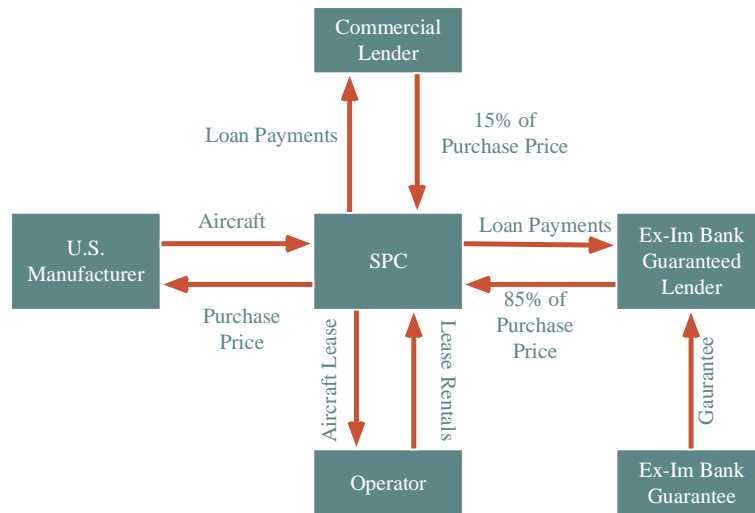 Commercial
Lender
Loan Payments
15% of
Purchase Price
Aircraft
Loan Payments
U.S.
Manufacturer
SPC
Ex-Im Bank
Guaranteed
Lender
Purchase
Price
85% of
Purchase
Price
Aircraft Lease
Lease Rentals
Gaurantee
Operator
Ex-Im Bank
Guarantee